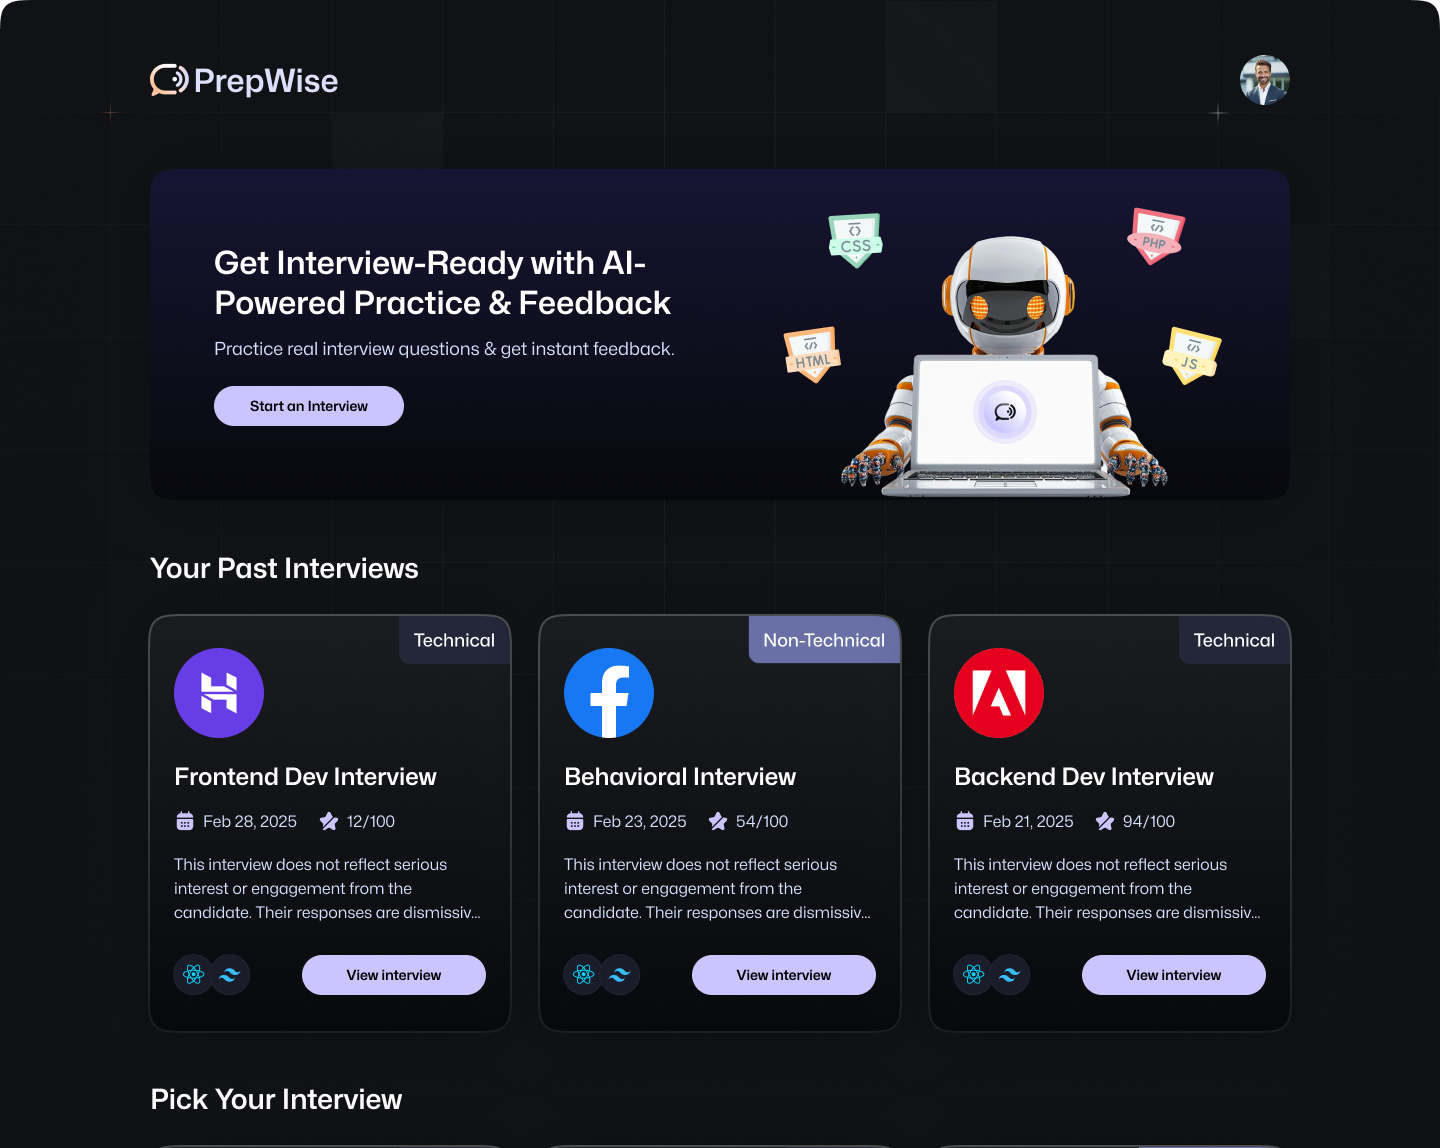 PrepWise
Get Interview-Ready with AI-
Powered Practice & Feedback
Practice real interview questions & get instant feedback.
Start an Interview
CSS
PHP
HTML
JS
Your Past Interviews
Technical
Frontend Dev Interview
Feb 28, 2025 12/100
This interview does not reflect serious
interest or engagement from the
candidate. Their responses are dismissiv...
View interview
Non-Technical
Behavioral Interview
Feb 23, 2025 54/100
This interview does not reflect serious
interest or engagement from the
candidate. Their responses are dismissiv...
View interview
Technical
Backend Dev Interview
Feb 21, 2025 94/100
This interview does not reflect serious
interest or engagement from the
candidate. Their responses are dismissiv...
View interview
Pick Your Interview